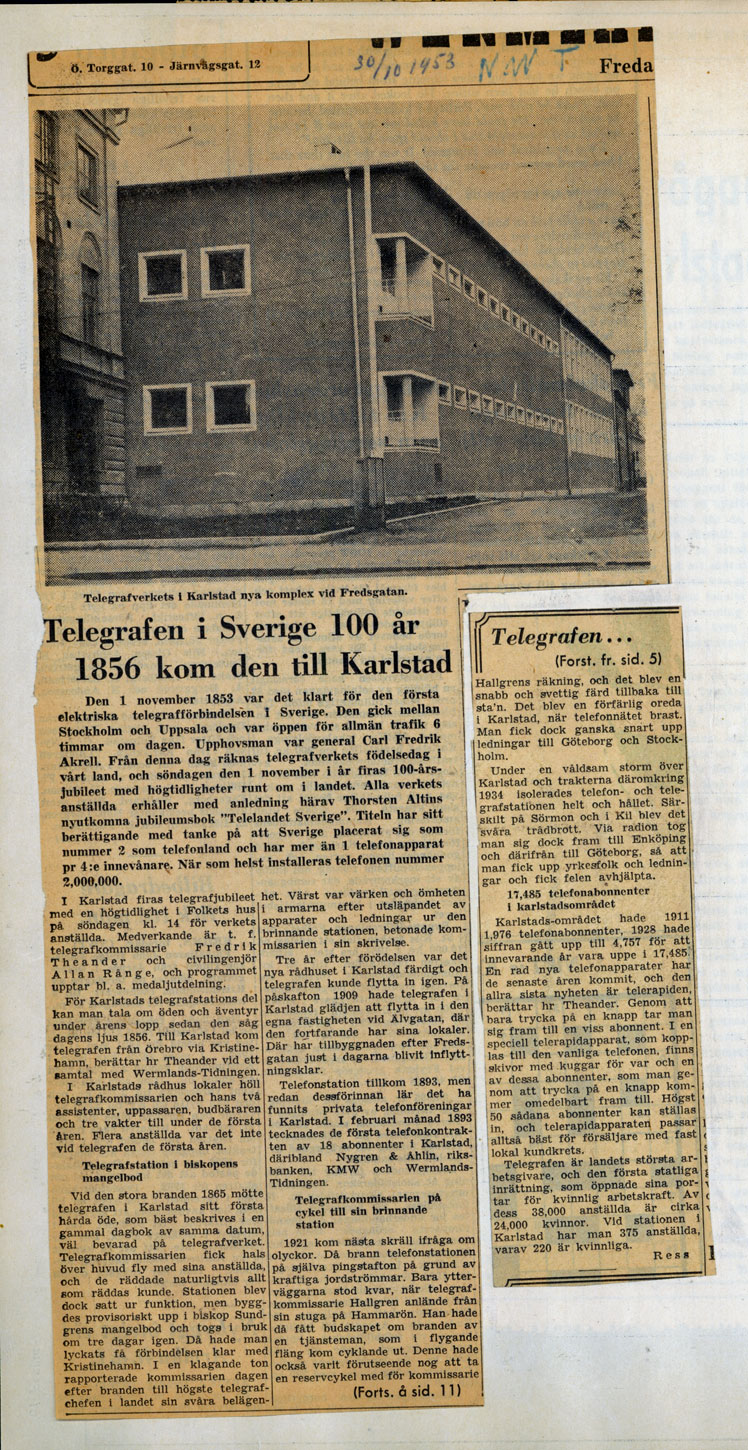 Ö. Torggat. 10 - Järnvägsgat. 12
30/10 1953 NWT
Freda
Telegrafverkets i Karlstad nya komplex vid Fredsgatan.
Telegrafen i Sverige 100 år
1856 kom den till Karlstad
Den 1 november 1853 var det klart för den första
elektriska telegrafförbindelsen i Sverige. Den gick mellan
Stockholm och Uppsala och var öppen för allmän trafik 6
timmar om dagen. Upphovsman var general Carl Fredrik
Akrell. Från denna dag räknas telegrafverkets födelsedag i
vårt land, och söndagen den 1 november i år firas 100-års-
jubileet med högtidligheter runt om i landet. Alla verkets
anställda erhåller med anledning härav Thorsten Altins
nyutkomna jubileumsbok "Telelandet Sverige". Titeln har sitt
berättigande med tanke på att Sverige placerat sig som
nummer 2 som telefonland och har mer än 1 telefonapparat
pr 4:e innevånare. När som helst installeras telefonen nummer
2,000,000.
I Karlstad firas telegrafjubileet
med en högtidlighet i Folkets hus
på söndagen kl. 14 för verkets
anställda. Medverkande är t. f.
telegrafkommissarie Fredrik
Theander och civilingenjör
Allan Rånge, och programmet
upptar bl. a. medaljutdelning.
För Karlstads telegrafstations del
kan man tala om öden och äventyr
under årens lopp sedan den såg
dagens ljus 1856. Till Karlstad kom
telegrafen från Örebro via Kristine-
hamn, berättar hr Theander vid ett
samtal med Wermlands-Tidningen.
I Karlstads rådhus lokaler höll
telegrafkommissarien och hans två
assistenter, uppassaren, budbäraren
och tre vakter till under de första
åren. Flera anställda var det inte
vid telegrafen de första åren.
Telegrafstation i biskopens
mangelbod
Vid den stora branden 1865 mötte
telegrafen i Karlstad sitt första
hårda öde, som bäst beskrives i en
gammal dagbok av samma datum,
väl bevarad på telegrafverket.
Telegrafkommissarien fick hals
över huvud fly med sina anställda,
och de räddade naturligtvis allt
som räddas kunde. Stationen blev
dock satt ur funktion, men bygg-
des provisoriskt upp i biskop Sund-
grens mangelbod och togs i bruk
om tre dagar igen. Då hade man
lyckats få förbindelsen klar med
Kristinehamn. I en klagande ton
rapporterade kommissarien dagen
efter branden till högste telegraf-
chefen i landet sin svåra belägen-
het. Värst var värken och ömheten
i armarna efter utsläpandet av
apparater och ledningar ur den
brinnande stationen, betonade kom-
missarien i sin skrivelse.
Tre år efter förödelsen var det
nya rådhuset i Karlstad färdigt och
telegrafen kunde flytta in igen. På
påskafton 1909 hade telegrafen i
Karlstad glädjen att flytta in i den
egna fastigheten vid Älvgatan, där
den fortfarande har sina lokaler.
Där har tillbyggnaden efter Freds-
gatan just i dagarna blivit inflytt-
ningsklar.
Telefonstation tillkom 1893, men
redan dessförinnan lär det ha
funnits privata telefonföreningar
i Karlstad. I februari månad 1893
tecknades de första telefonkontrak-
ten av 18 abonnenter i Karlstad,
däribland Nygren & Åhlin, riks-
banken, KMW och Wermlands-
Tidningen.
Telegrafkommissarien på
cykel till sin brinnande
station
1921 kom nästa skräll ifråga om
olyckor. Då brann telefonstationen
på själva pingstafton på grund av
kraftiga jordströmmar. Bara ytter-
väggarna stod kvar, när telegraf-
kommissarie Hallgren anlände från
sin stuga på Hammarön. Han hade
då fått budskapet om branden av
en tjänsteman, som i flygande
fläng kom cyklande ut. Denne hade
också varit förutseende nog att ta
en reservcykel med för kommissarie
(Forts. å sid. 11)
Telegrafen...
(Forst. fr. sid. 5)
Hallgrens räkning, och det blev en
snabb och svettig färd tillbaka till
sta'n. Det blev en förfärlig oreda
i Karlstad, när telefonnätet brast.
Man fick dock ganska snart upp
ledningar till Göteborg och Stock-
holm.
Under en våldsam storm över
Karlstad och trakterna däromkring
1934 isolerades telefon- och tele-
grafstationen helt och hållet. Sär-
skilt på Sörmon och i Kil blev det
svåra trådbrott. Via radion tog
man sig dock fram till Enköping
och därifrån till Göteborg, så att
man fick upp yrkesfolk och lednin-
gar och fick felen avhjälpta.
17,485 telefonabonnenter
i karlstadsområdet
Karlstads-området hade 1911
1,976 telefonabonnenter, 1928 hade
siffran gått upp till 4,757 för att
innevarande år vara uppe i 17,485.
En rad nya telefonapparater har
de senaste åren kommit, och den
allra sista nyheten är telerapiden,
berättar hr Theander. Genom att
bara trycka på en knapp tar man
sig fram till en viss abonnent. I en
speciell telerapidapparat, som kopp-
las till den vanliga telefonen, finns
skivor med kuggar för var och en
av dessa abonnenter, som man ge-
nom att trycka på en knapp kom-
mer omedelbart fram till. Högst
50 sådana abonnenter kan ställas
in, och telerapidapparaten passar
alltså bäst för försäljare med fast
lokal kundkrets.
Telegrafen är landets största ar-
betsgivare, och den första statliga
inrättning, som öppnade sina por-
tar för kvinnlig arbetskraft. Av
dess 38,000 anställda är cirka
24,000 kvinnor. Vid stationen i
Karlstad har man 375 anställda,
varav 220 är kvinnliga.
Ress